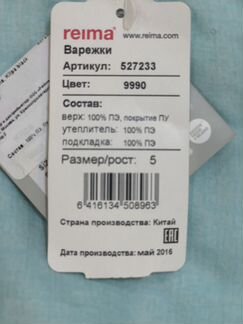 reima®
www.reima.com
Варежки
Артикул: 527233
Цвет: 9990
Состав:
верх: 100% ПЭ, покрытие ПУ
утеплитель: 100% ПЭ
подкладка: 100% ПЭ
Размер/рост: 5
6 416134 508963
Страна производства: Китай
EAC
Дата производства: май 2016